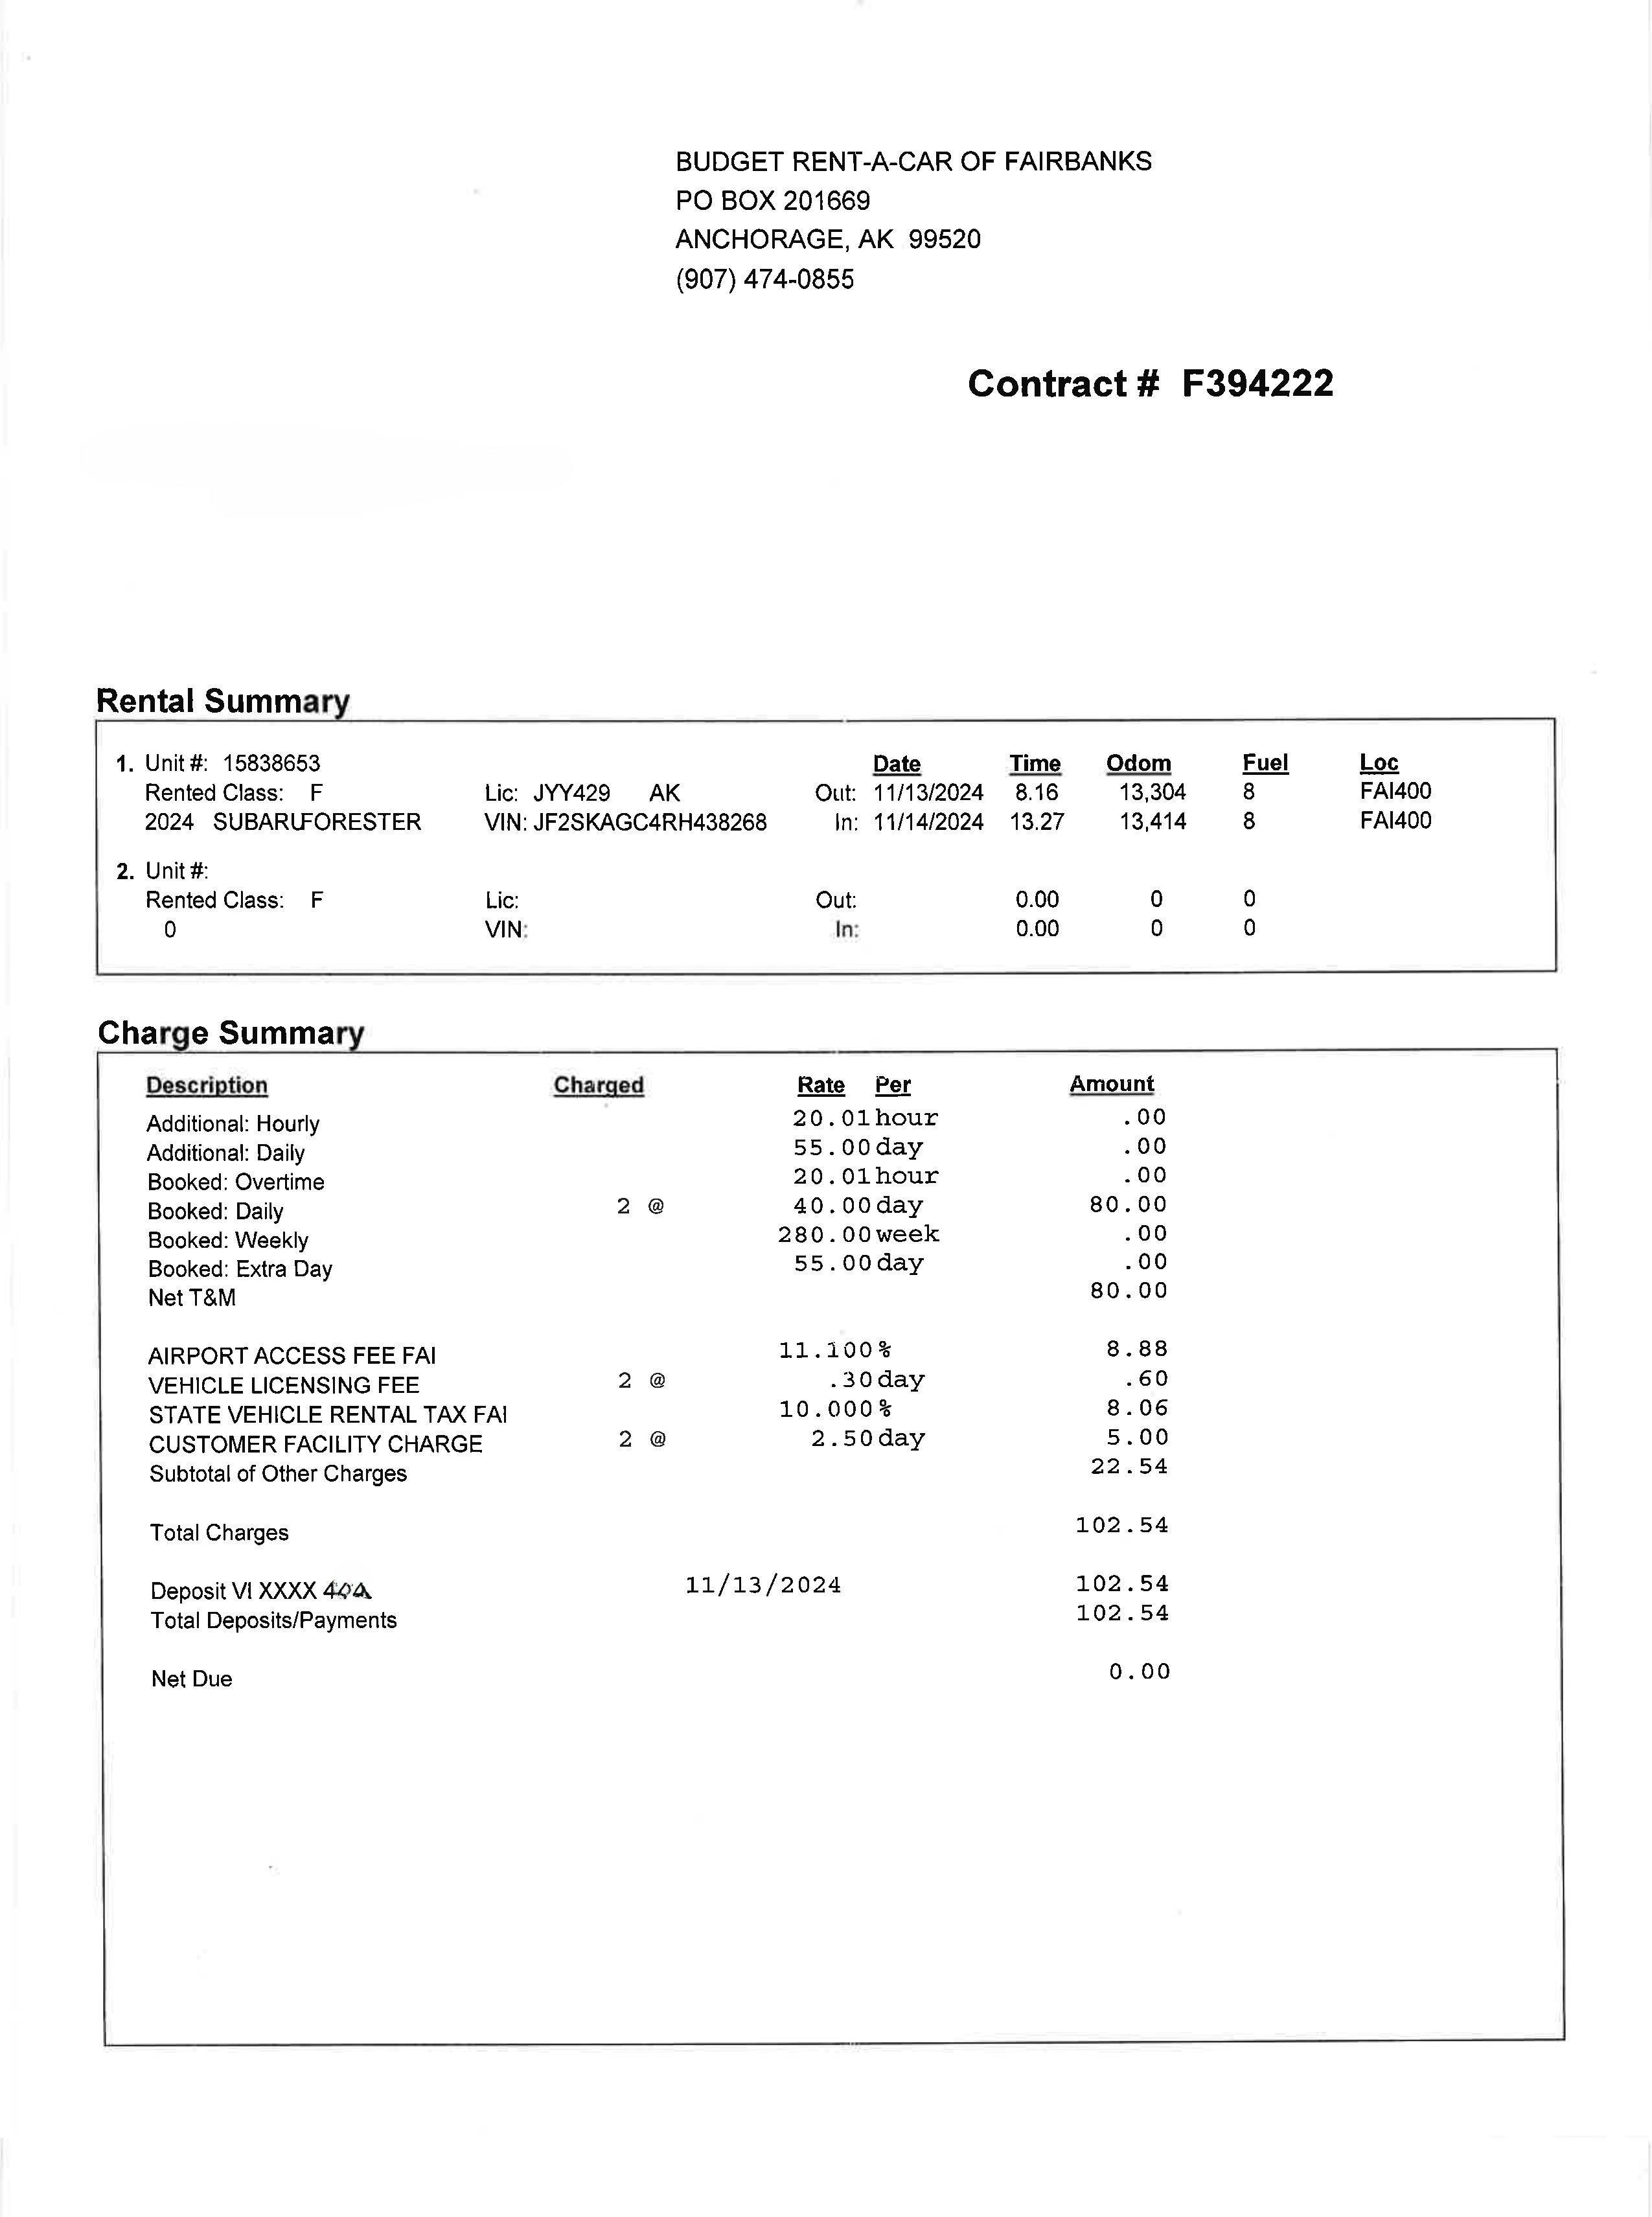 BUDGET RENT-A-CAR OF FAIRBANKS
PO BOX 201669
ANCHORAGE, AK 99520
(907) 474-0855
Contract # F394222
Rental Summary
1. Unit #: 15838653 Date Time Odom Fuel Loc
Rented Class: F Lic: JYY429 AK Out: 11/13/2024 8.16 13,304 8 FAI400
2024 SUBARUFORESTER VIN: JF2SKAGC4RH438268 In: 11/14/2024 13.27 13,414 8 FAI400
2. Unit #:
Rented Class: F Lic: Out: 0.00 0 0
0 VIN: In: 0.00 0 0
Charge Summary
Description Charged Rate Per Amount
Additional: Hourly 20.01 hour .00
Additional: Daily 55.00 day .00
Booked: Overtime 20.01 hour .00
Booked: Daily 2 @ 40.00 day 80.00
Booked: Weekly 280.00 week .00
Booked: Extra Day 55.00 day .00
Net T&M 80.00
AIRPORT ACCESS FEE FAI 11.100% 8.88
VEHICLE LICENSING FEE 2 @ .30 day .60
STATE VEHICLE RENTAL TAX FAI 10.000% 8.06
CUSTOMER FACILITY CHARGE 2 @ 2.50 day 5.00
Subtotal of Other Charges 22.54
Total Charges 102.54
Deposit VI XXXX 11/13/2024 102.54
Total Deposits/Payments 102.54
Net Due 0.00